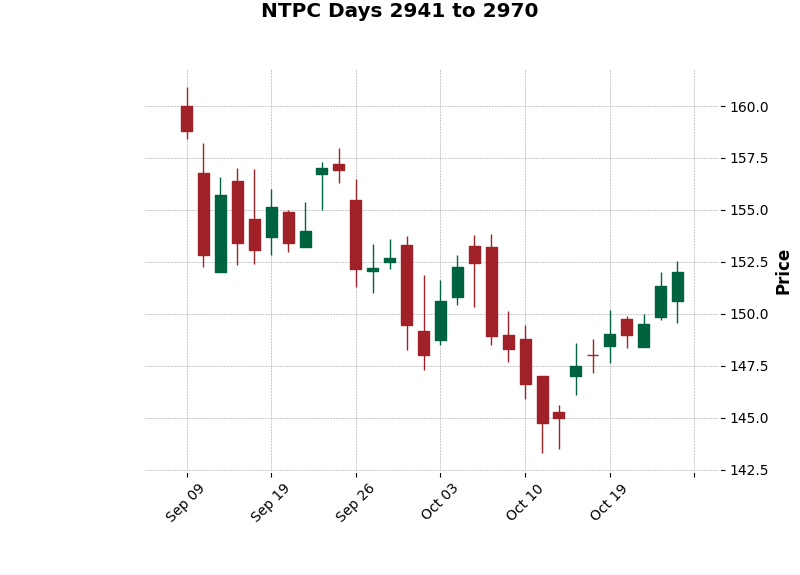 NTPC Days 2941 to 2970
160.0
157.5
155.0
152.5
150.0
147.5
145.0
142.5
Price
Sep 09
Sep 19
Sep 26
Oct 03
Oct 10
Oct 19